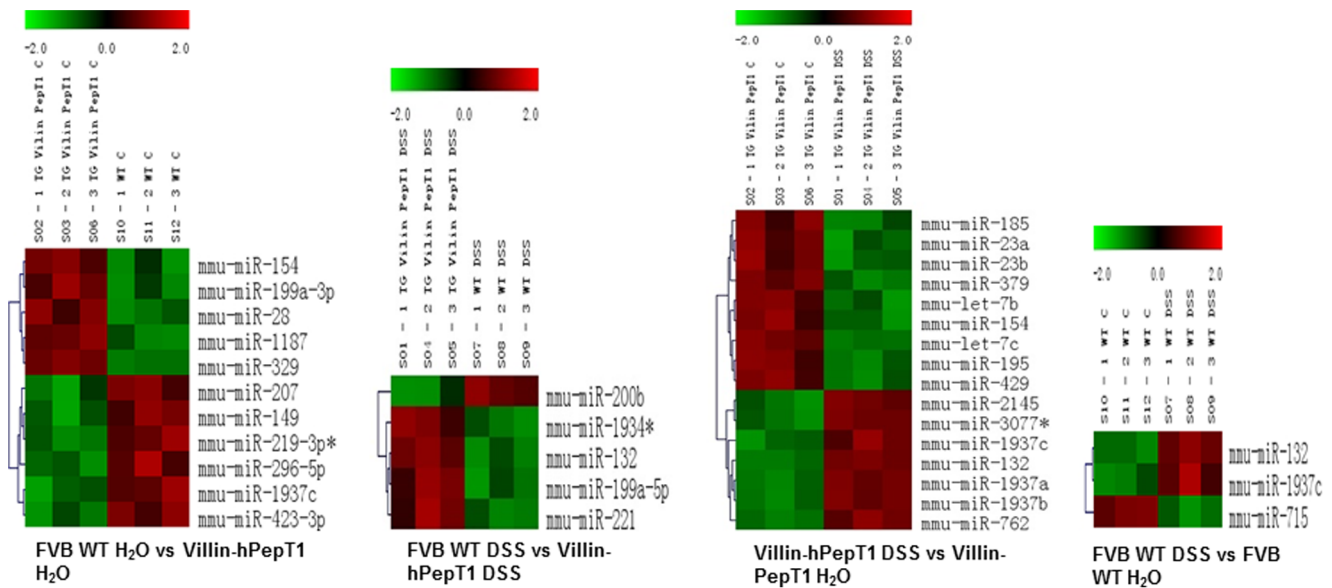 -2.0 0.0 2.0
S02 - 1 TG Vilin PepT1 C
S03 - 2 TG Vilin PepT1 C
S06 - 3 TG Vilin PepT1 C
S10 - 1 WT C
S11 - 2 WT C
S12 - 3 WT C
mmu-miR-154
mmu-miR-199a-3p
mmu-miR-28
mmu-miR-1187
mmu-miR-329
mmu-miR-207
mmu-miR-149
mmu-miR-219-3p*
mmu-miR-296-5p
mmu-miR-1937c
mmu-miR-423-3p
FVB WT H₂O vs Villin-hPepT1
H₂O
-2.0 0.0 2.0
S01 - 1 TG Vilin PepT1 DSS
S04 - 2 TG Vilin PepT1 DSS
S05 - 3 TG Vilin PepT1 DSS
S07 - 1 WT DSS
S08 - 2 WT DSS
S09 - 3 WT DSS
mmu-miR-200b
mmu-miR-1934*
mmu-miR-132
mmu-miR-199a-5p
mmu-miR-221
FVB WT DSS vs Villin-
hPepT1 DSS
-2.0 0.0 2.0
S02 - 1 TG Vilin PepT1 C
S03 - 2 TG Vilin PepT1 C
S06 - 3 TG Vilin PepT1 C
S01 - 1 TG Vilin PepT1 DSS
S04 - 2 TG Vilin PepT1 DSS
S05 - 3 TG Vilin PepT1 DSS
mmu-miR-185
mmu-miR-23a
mmu-miR-23b
mmu-miR-379
mmu-let-7b
mmu-miR-154
mmu-let-7c
mmu-miR-195
mmu-miR-429
mmu-miR-2145
mmu-miR-3077*
mmu-miR-1937c
mmu-miR-132
mmu-miR-1937a
mmu-miR-1937b
mmu-miR-762
Villin-hPepT1 DSS vs Villin-
PepT1 H₂O
-2.0 0.0 2.0
S10 - 1 WT C
S11 - 2 WT C
S12 - 3 WT C
S07 - 1 WT DSS
S08 - 2 WT DSS
S09 - 3 WT DSS
mmu-miR-132
mmu-miR-1937c
mmu-miR-715
FVB WT DSS vs FVB
WT H₂O